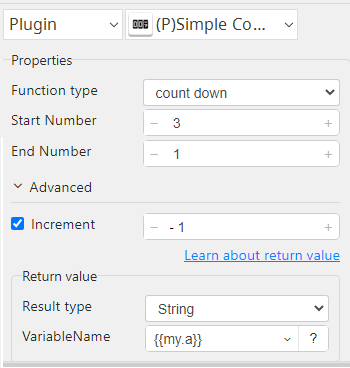 Plugin (P)Simple Co...
Properties
Function type count down
Start Number − 3 +
End Number − 1 +
Advanced
Increment − - 1 +
Learn about return value
Return value
Result type String
VariableName {{my.a}} ?